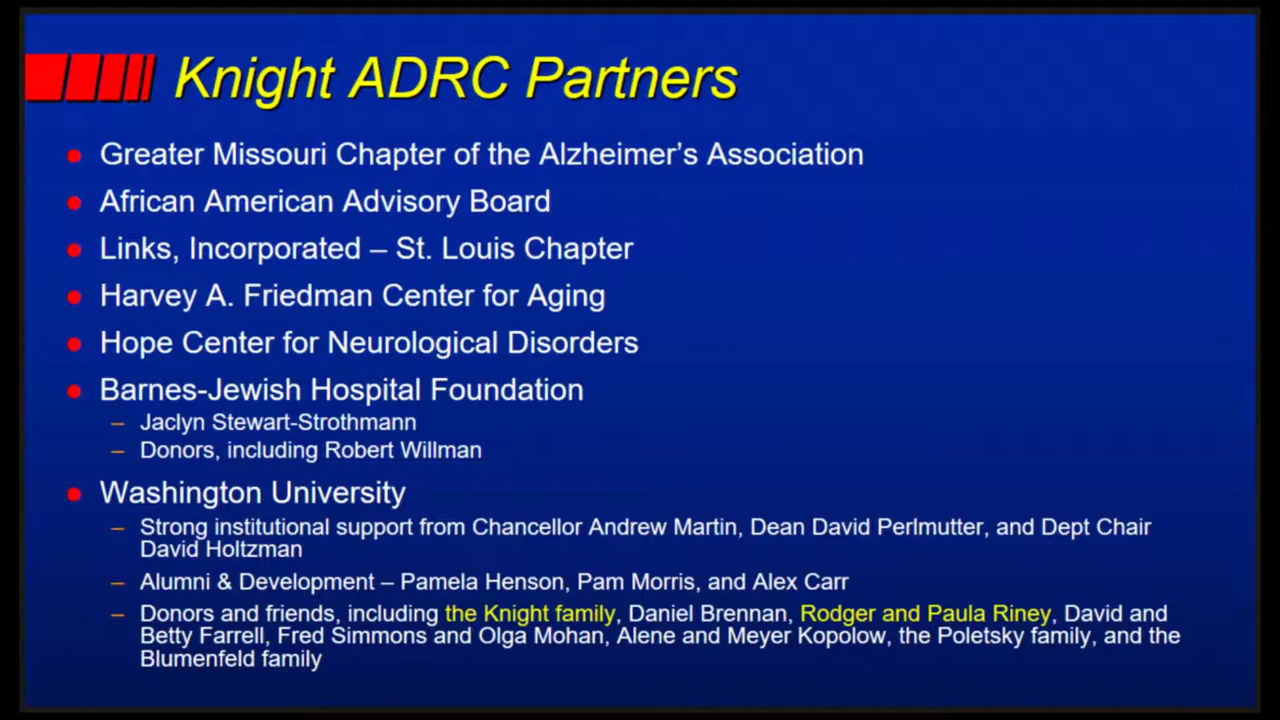 Knight ADRC Partners
● Greater Missouri Chapter of the Alzheimer's Association
● African American Advisory Board
● Links, Incorporated – St. Louis Chapter
● Harvey A. Friedman Center for Aging
● Hope Center for Neurological Disorders
● Barnes-Jewish Hospital Foundation
– Jaclyn Stewart-Strothmann
– Donors, including Robert Willman
● Washington University
– Strong institutional support from Chancellor Andrew Martin, Dean David Perlmutter, and Dept Chair
David Holtzman
– Alumni & Development – Pamela Henson, Pam Morris, and Alex Carr
– Donors and friends, including the Knight family, Daniel Brennan, Rodger and Paula Riney, David and
Betty Farrell, Fred Simmons and Olga Mohan, Alene and Meyer Kopolow, the Poletsky family, and the
Blumenfeld family